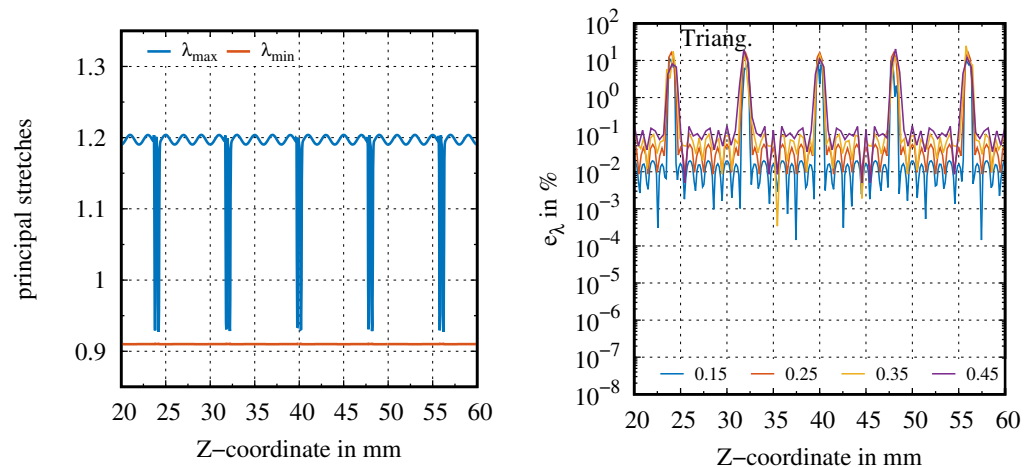 λmax λmin
1.3
1.2
1.1
1
0.9
principal stretches
20 25 30 35 40 45 50 55 60
Z−coordinate in mm
Triang.
10^2
10^1
10^0
10^−1
10^−2
10^−3
10^−4
10^−5
10^−6
10^−7
10^−8
eλ in %
0.15 0.25 0.35 0.45
20 25 30 35 40 45 50 55 60
Z−coordinate in mm